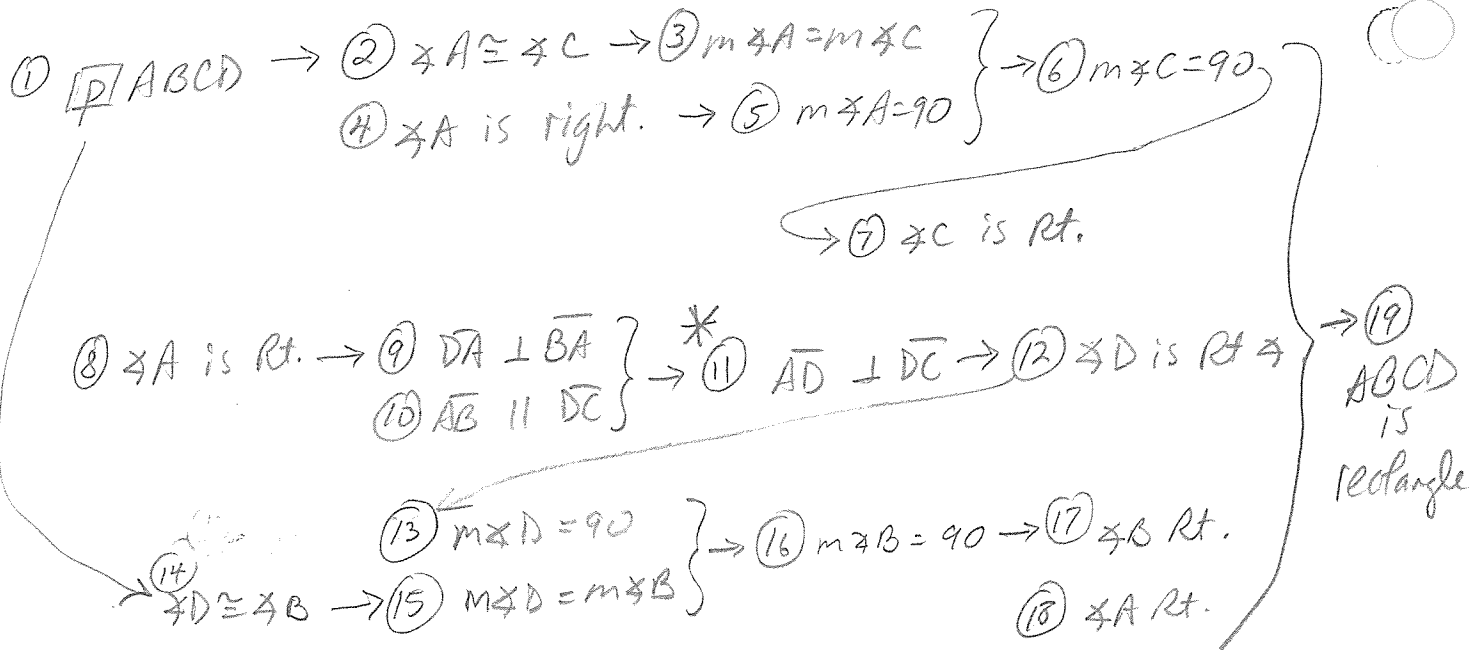 ① [P] ABCD → ② ∡A ≅ ∡C → ③ m∡A = m∡C } → ⑥ m∡C = 90
④ ∡A is right. → ⑤ m∡A = 90
→ ⑦ ∡C is Rt.
⑧ ∡A is Rt. → ⑨ DA ⊥ BA } → * ⑪ AD ⊥ DC → ⑫ ∡D is Rt ∡ } → ⑲
⑩ AB || DC
ABCD
is
rectangle
⑬ m∡D = 90 } → ⑯ m∡B = 90 → ⑰ ∡B Rt.
⑭ ∡D ≅ ∡B → ⑮ m∡D = m∡B
⑱ ∡A Rt.